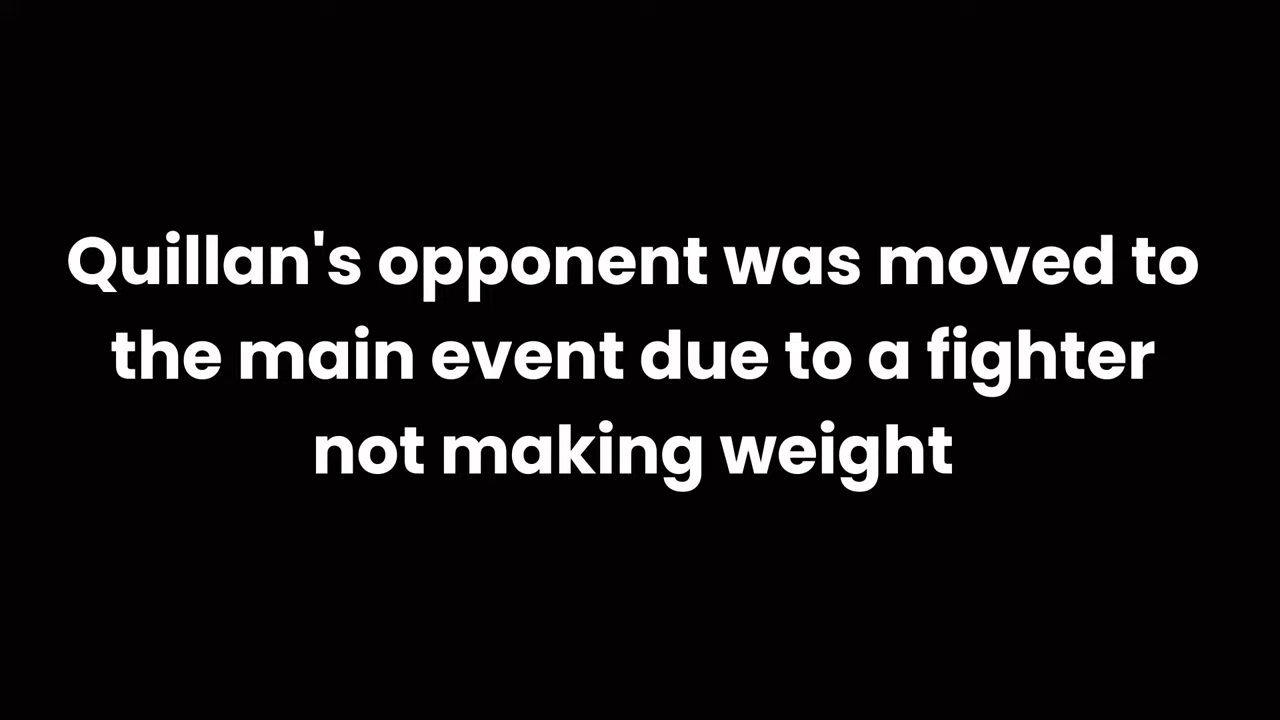 Quillan's opponent was moved to
the main event due to a fighter
not making weight